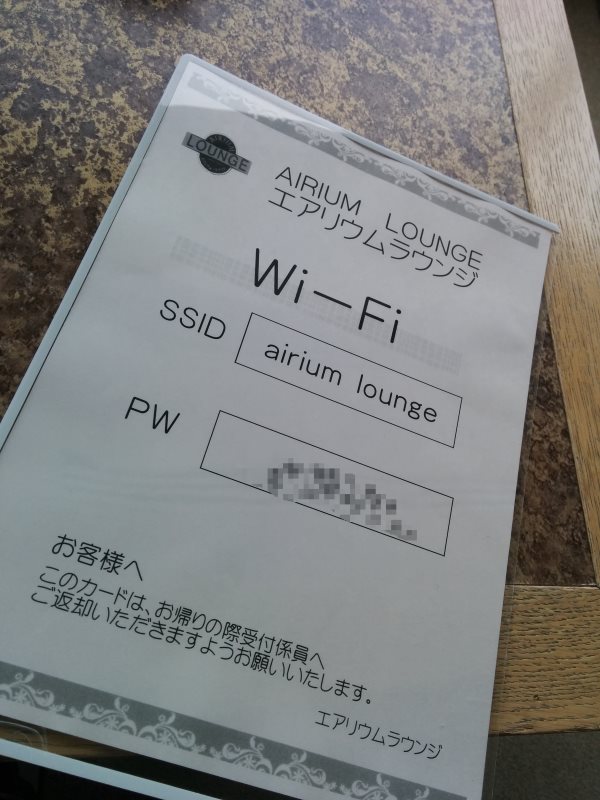 LOUNGE
AIRIUM LOUNGE
エアリウムラウンジ
Wi-Fi
SSID
airium lounge
PW
お客様へ
このカードは、お帰りの際受付係員へ
ご返却いただきますようお願いいたします。
エアリウムラウンジ